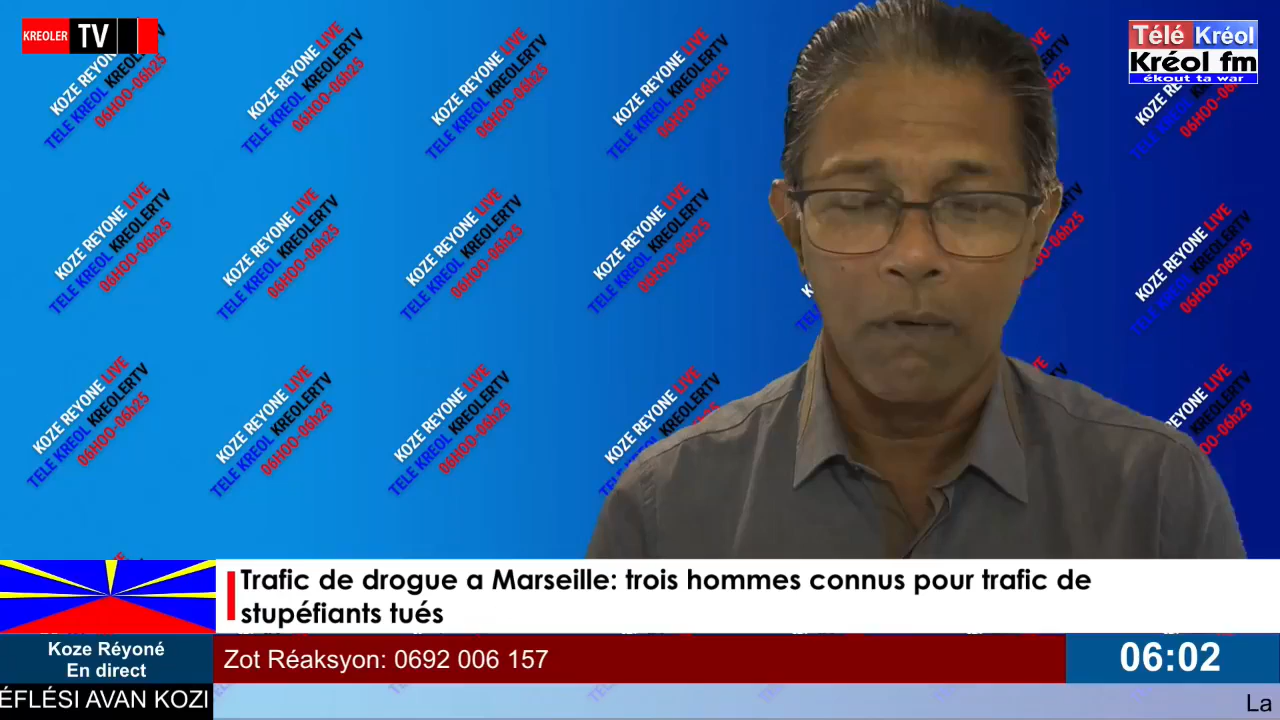 KREOLER TV
Télé Kréol
Kréol fm
ékout ta war
KOZE REYONE LIVE
TELE KREOL KREOLERTV
06HOO-06h25
Trafic de drogue a Marseille: trois hommes connus pour trafic de
stupéfiants tués
Koze Réyoné
En direct
Zot Réaksyon: 0692 006 157
06:02
ÉFLÉSI AVAN KOZI
La